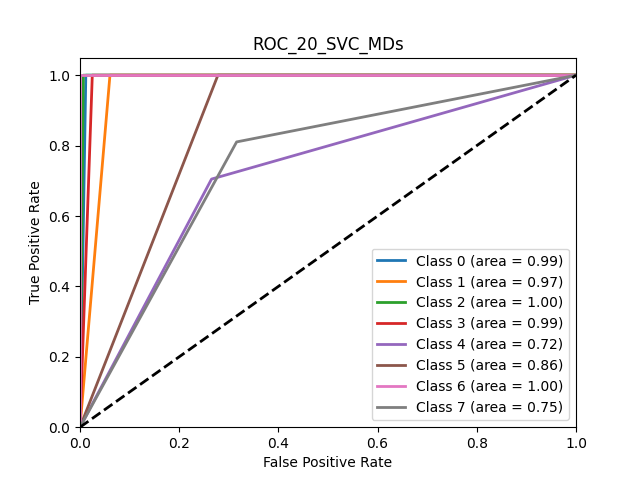 ROC_20_SVC_MDs
True Positive Rate
1.0
0.8
0.6
0.4
0.2
0.0
Class 0 (area = 0.99)
Class 1 (area = 0.97)
Class 2 (area = 1.00)
Class 3 (area = 0.99)
Class 4 (area = 0.72)
Class 5 (area = 0.86)
Class 6 (area = 1.00)
Class 7 (area = 0.75)
0.0 0.2 0.4 0.6 0.8 1.0
False Positive Rate